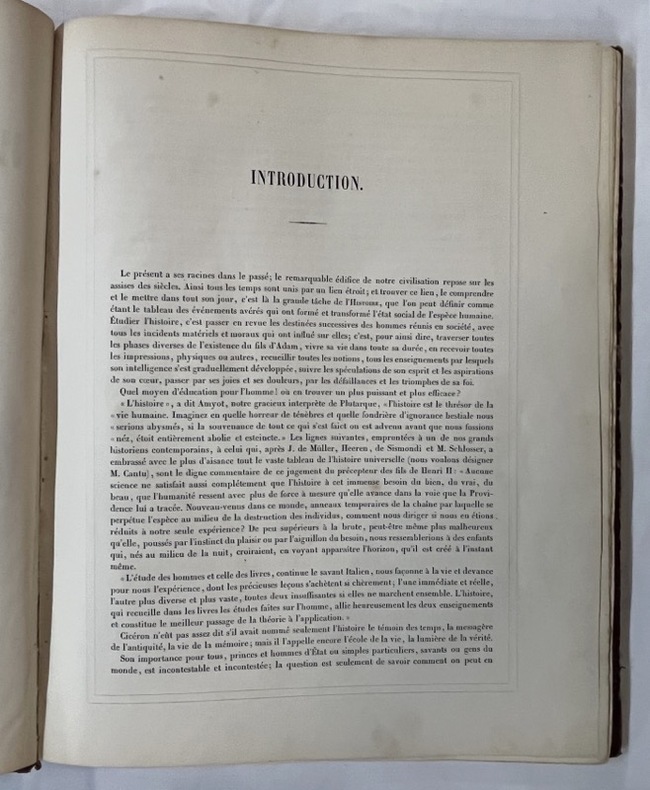 INTRODUCTION.
Le présent a ses racines dans le passé; le remarquable édifice de notre civilisation repose sur les
assises des siècles. Ainsi tous les temps sont unis par un lien étroit; et trouver ce lien, le comprendre
et le mettre dans tout son jour, c'est là la grande tâche de l'HISTOIRE, que l'on peut définir comme
étant le tableau des événements avérés qui ont formé et transformé l'état social de l'espèce humaine.
Étudier l'histoire, c'est passer en revue les destinées successives des hommes réunis en société, avec
tous les incidents matériels et moraux qui ont influé sur elles; c'est, pour ainsi dire, traverser toutes
les phases diverses de l'existence du fils d'Adam, vivre sa vie dans toute sa durée, en recevoir toutes
les impressions, physiques ou autres, recueillir toutes les notions, tous les enseignements par lesquels
son intelligence s'est graduellement développée, suivre les spéculations de son esprit et les aspirations
de son cœur, passer par ses joies et ses douleurs, par les défaillances et les triomphes de sa foi.
Quel moyen d'éducation pour l'homme! où en trouver un plus puissant et plus efficace?
« L'histoire », a dit Amyot, notre gracieux interprète de Plutarque, « l'histoire est le thrésor de la
« vie humaine. Imaginez en quelle horreur de ténèbres et quelle fondrière d'ignorance bestiale nous
« serions abysmés, si la souvenance de tout ce qui s'est faict ou est advenu avant que nous fussions
« néz, étoit entièrement abolie et esteincte. » Les lignes suivantes, empruntées à un de nos grands
historiens contemporains, à celui qui, après J. de Müller, Heeren, de Sismondi et M. Schlosser, a
embrassé avec le plus d'aisance tout le vaste tableau de l'histoire universelle (nous voulons désigner
M. Cantu), sont le digne commentaire de ce jugement du précepteur des fils de Henri II: « Aucune
science ne satisfait aussi complétement que l'histoire à cet immense besoin du bien, du vrai, du
beau, que l'humanité ressent avec plus de force à mesure qu'elle avance dans la voie que la Provi-
dence lui a tracée. Nouveau-venus dans ce monde, anneaux temporaires de la chaîne par laquelle se
perpétue l'espèce au milieu de la destruction des individus, comment nous diriger si nous en étions
réduits à notre seule expérience? De peu supérieurs à la brute, peut-être même plus malheureux
qu'elle, poussés par l'instinct du plaisir ou par l'aiguillon du besoin, nous ressemblerions à des enfants
qui, nés au milieu de la nuit, croiraient, en voyant apparaître l'horizon, qu'il est créé à l'instant
même.
« L'étude des hommes et celle des livres, continue le savant Italien, nous façonne à la vie et devance
pour nous l'expérience, dont les précieuses leçons s'achètent si chèrement; l'une immédiate et réelle,
l'autre plus diverse et plus vaste, toutes deux insuffisantes si elles ne marchent ensemble. L'histoire,
qui recueille dans les livres les études faites sur l'homme, allie heureusement les deux enseignements
et constitue le meilleur passage de la théorie à l'application. »
Cicéron n'eût pas assez dit s'il avait nommé seulement l'histoire le témoin des temps, la messagère
de l'antiquité, la vie de la mémoire; mais il l'appelle encore l'école de la vie, la lumière de la vérité.
Son importance pour tous, princes et hommes d'État ou simples particuliers, savants ou gens du
monde, est incontestable et incontestée; la question est seulement de savoir comment on peut en